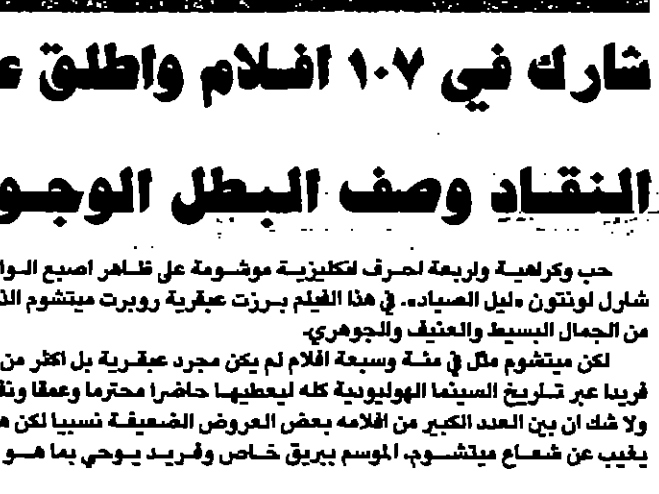 شارك في ١٠٧ افلام واطلق
النقاد وصف البطل
حب وكراهية واربعة احرف انكليزية موشومة على ظاهر اصبع
شارل لونتون «ليل الصياد». في هذا الفيلم برزت عبقرية روبرت ميتشوم
من الجمال البسيط والعنيف والجوهري.
لكن ميتشوم مثل في مئة وسبعة افلام لم يكن مجرد عبقرية بل اكثر من
فريدا عبر تاريخ السينما الهوليودية كله ليعطيها حاضرا محترما وعمقا
ولا شك ان بين العدد الكبير من افلامه بعض العروض الضعيفة نسبيا لكن
يغيب عن شعاع ميتشوم. الموسم ببريق خاص وفريد يوحي بما هو